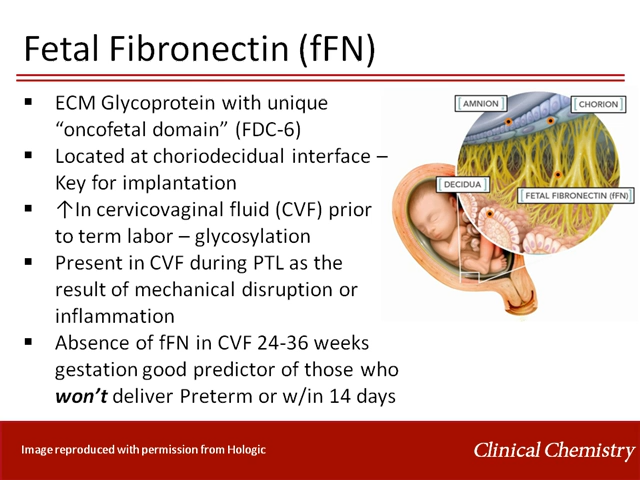 Fetal Fibronectin (fFN)
▪ ECM Glycoprotein with unique
“oncofetal domain” (FDC-6)
▪ Located at choriodecidual interface –
Key for implantation
▪ ↑In cervicovaginal fluid (CVF) prior
to term labor – glycosylation
▪ Present in CVF during PTL as the
result of mechanical disruption or
inflammation
▪ Absence of fFN in CVF 24-36 weeks
gestation good predictor of those who
won’t deliver Preterm or w/in 14 days
AMNION
CHORION
DECIDUA
FETAL FIBRONECTIN (fFN)
Image reproduced with permission from Hologic
Clinical Chemistry